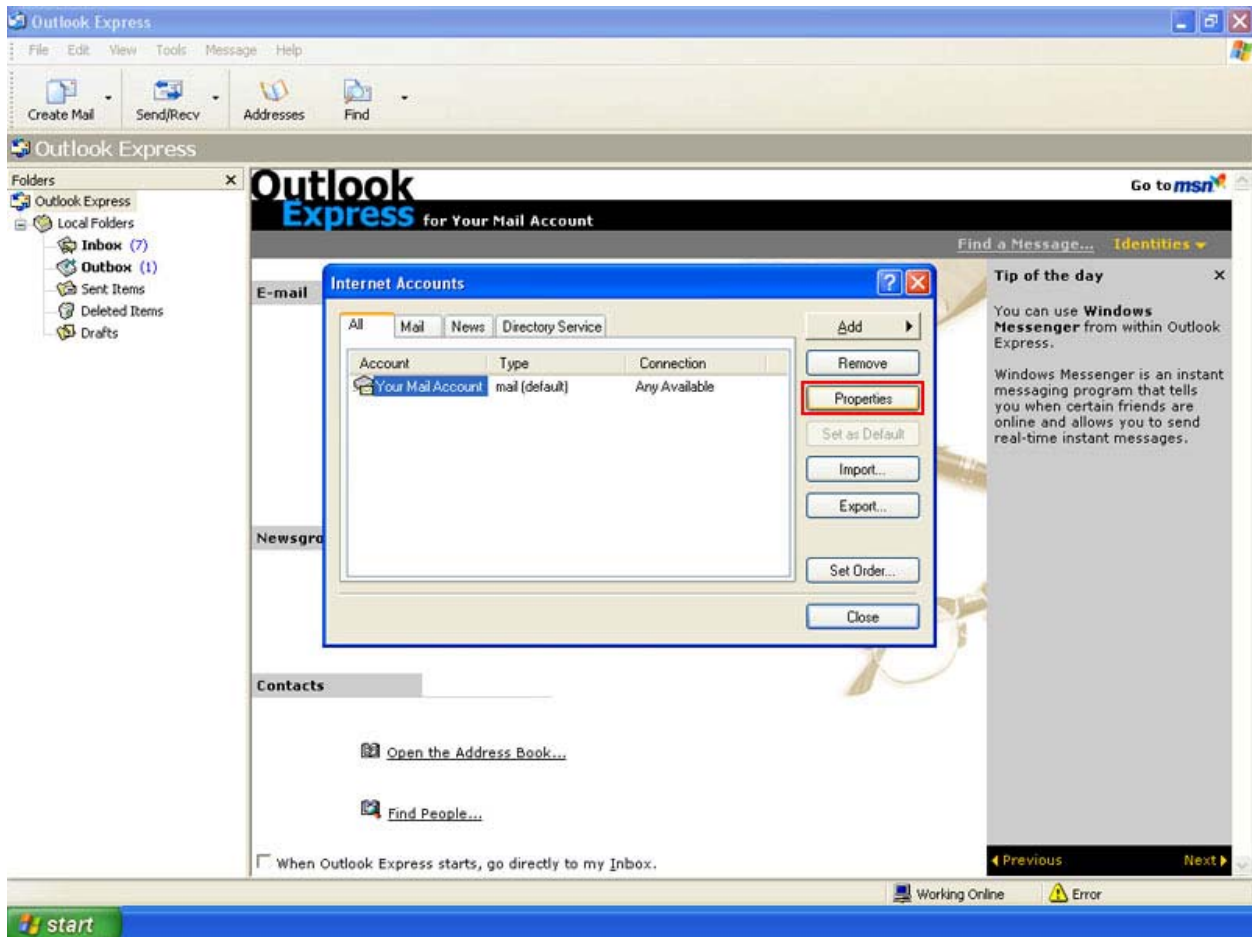 Outlook Express
File Edit View Tools Message Help
Create Mail Send/Recv Addresses Find
Outlook Express
Folders x
Outlook Express
Local Folders
Inbox (7)
Outbox (1)
Sent Items
Deleted Items
Drafts
Outlook
Express for Your Mail Account
Go to msn
Find a Message... Identities
E-mail
Newsgro
Contacts
Open the Address Book...
Find People...
When Outlook Express starts, go directly to my Inbox.
Internet Accounts
All Mail News Directory Service
Account Type Connection
Your Mail Account mail (default) Any Available
Add
Remove
Properties
Set as Default
Import...
Export...
Set Order...
Close
Tip of the day x
You can use Windows
Messenger from within Outlook
Express.
Windows Messenger is an instant
messaging program that tells
you when certain friends are
online and allows you to send
real-time instant messages.
Previous Next
Working Online Error
start